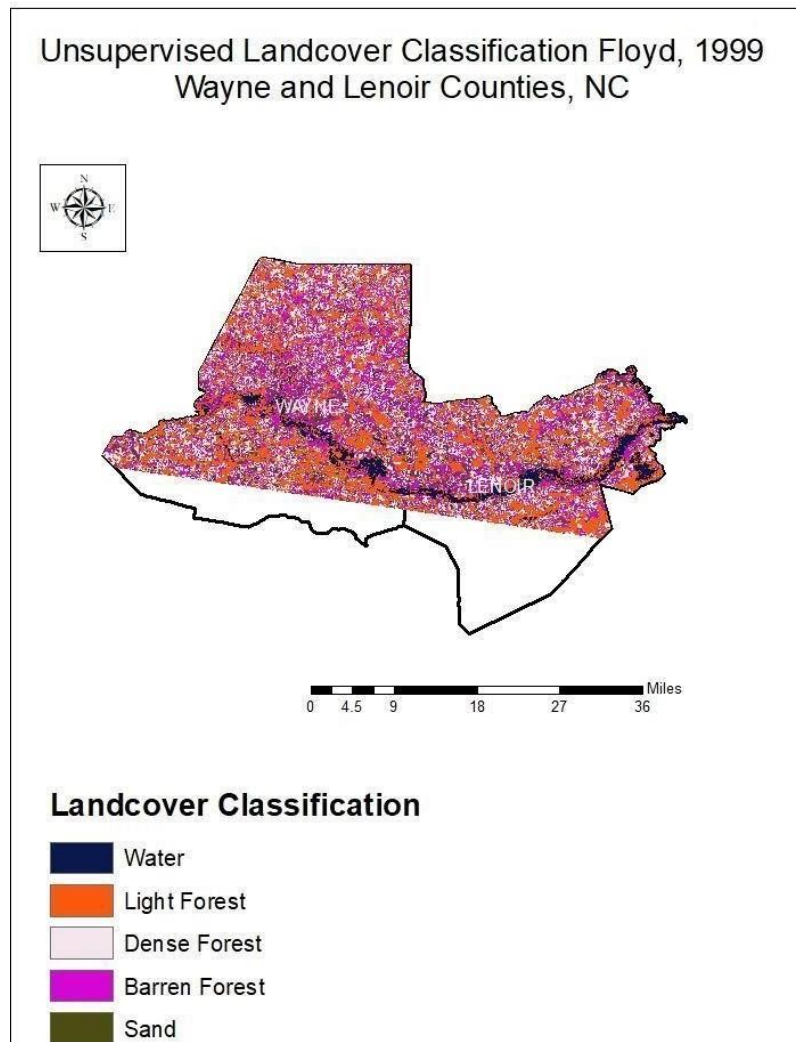 Unsupervised Landcover Classification Floyd, 1999
Wayne and Lenoir Counties, NC
N
W E
S
WAYNE
LENOIR
Miles
0 4.5 9 18 27 36
Landcover Classification
Water
Light Forest
Dense Forest
Barren Forest
Sand